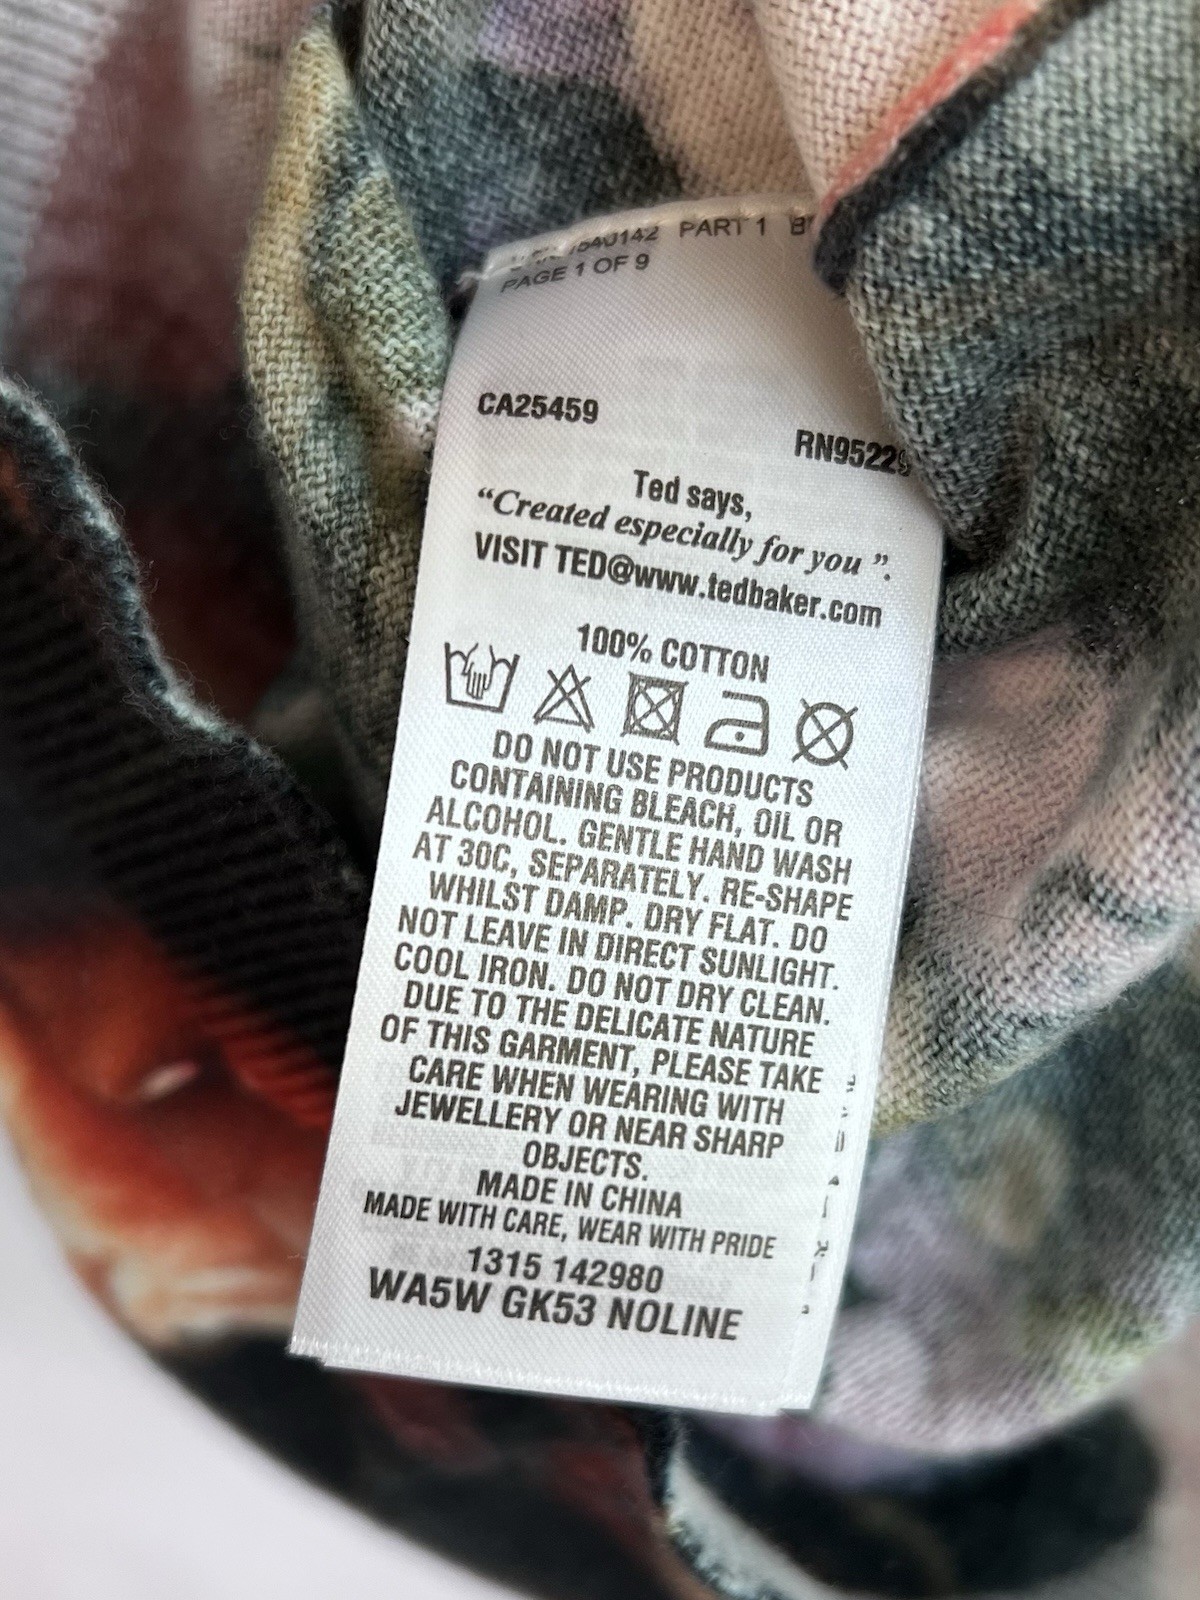 PART 1
PAGE 1 OF 9
CA25459
Ted says,
“Created especially for you ”.
VISIT TED@www.tedbaker.com
100% COTTON
DO NOT USE PRODUCTS
CONTAINING BLEACH, OIL OR
ALCOHOL. GENTLE HAND WASH
AT 30C, SEPARATELY. RE-SHAPE
WHILST DAMP. DRY FLAT. DO
NOT LEAVE IN DIRECT SUNLIGHT.
COOL IRON. DO NOT DRY CLEAN.
DUE TO THE DELICATE NATURE
OF THIS GARMENT, PLEASE TAKE
CARE WHEN WEARING WITH
JEWELLERY OR NEAR SHARP
OBJECTS.
MADE IN CHINA
MADE WITH CARE, WEAR WITH PRIDE
1315 142980
WA5W GK53 NOLINE